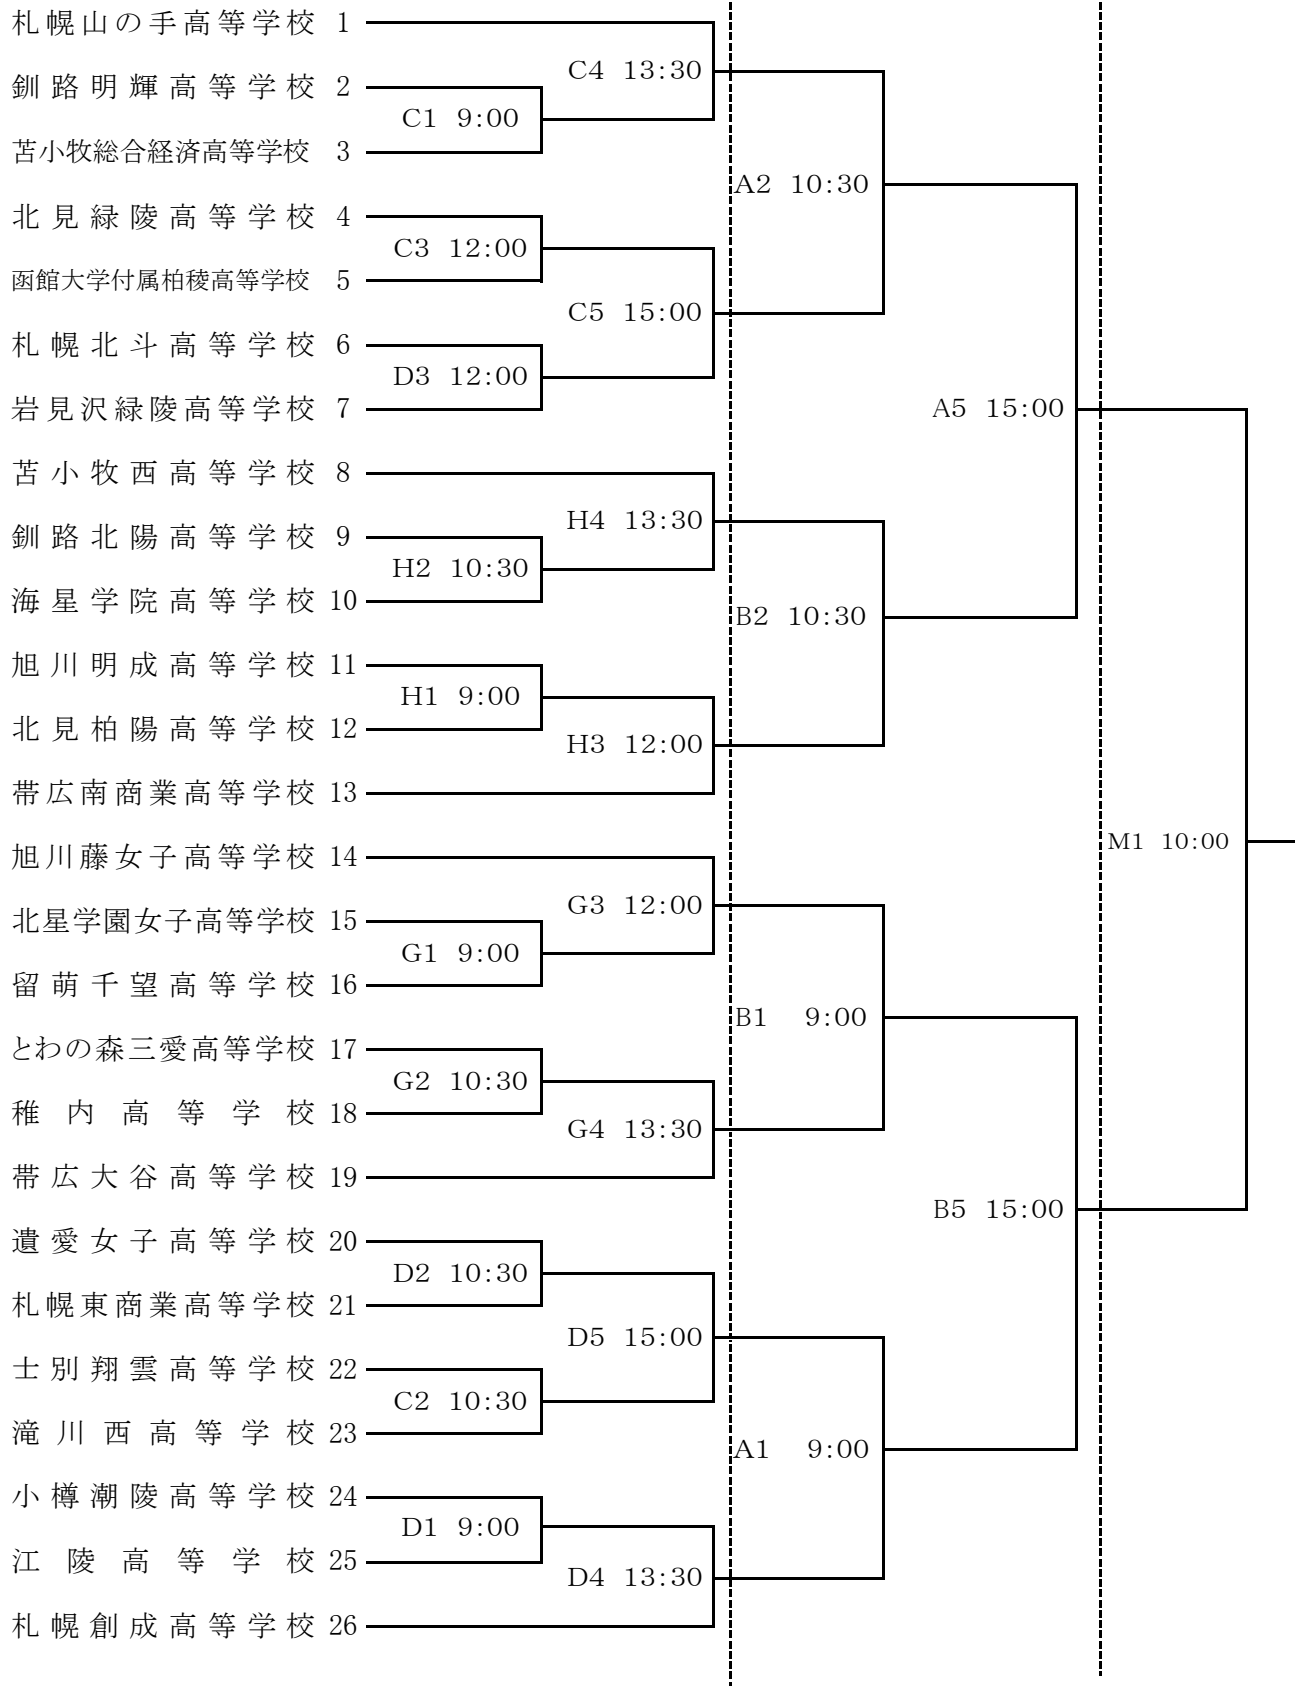 札幌山の手高等学校 1
C4 13:30
釧路明輝高等学校 2
C1 9:00
苫小牧総合経済高等学校 3
A2 10:30
北見緑陵高等学校 4
C3 12:00
函館大学付属柏稜高等学校 5
C5 15:00
札幌北斗高等学校 6
D3 12:00
岩見沢緑陵高等学校 7
A5 15:00
苫小牧西高等学校 8
H4 13:30
釧路北陽高等学校 9
H2 10:30
海星学院高等学校 10
B2 10:30
旭川明成高等学校 11
H1 9:00
北見柏陽高等学校 12
H3 12:00
帯広南商業高等学校 13
M1 10:00
旭川藤女子高等学校 14
G3 12:00
北星学園女子高等学校 15
G1 9:00
留萌千望高等学校 16
B1 9:00
とわの森三愛高等学校 17
G2 10:30
稚内高等学校 18
G4 13:30
帯広大谷高等学校 19
B5 15:00
遺愛女子高等学校 20
D2 10:30
札幌東商業高等学校 21
D5 15:00
士別翔雲高等学校 22
C2 10:30
滝川西高等学校 23
A1 9:00
小樽潮陵高等学校 24
D1 9:00
江陵高等学校 25
D4 13:30
札幌創成高等学校 26